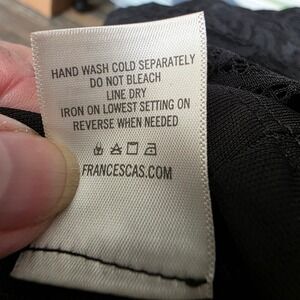 HAND WASH COLD SEPARATELY
DO NOT BLEACH
LINE DRY
IRON ON LOWEST SETTING ON
REVERSE WHEN NEEDED
FRANCESCAS.COM